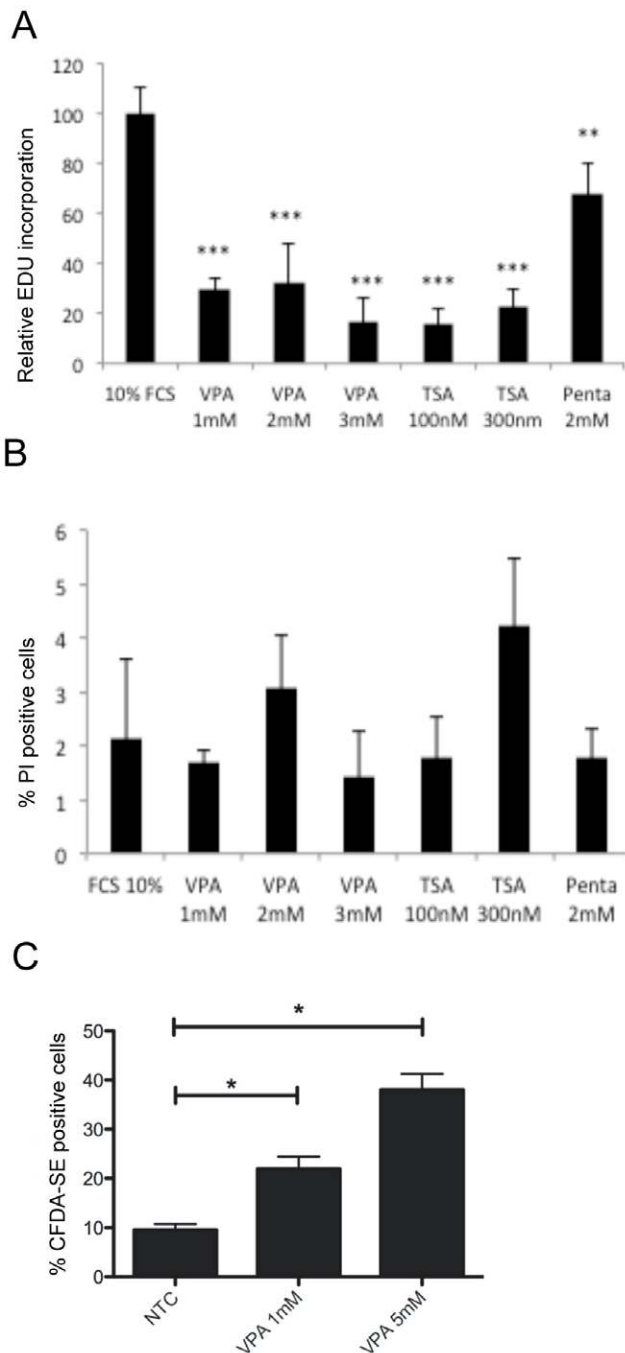 A
Relative EDU incorporation
120
100
80
60
40
20
0
***
***
***
***
***
**
10% FCS VPA VPA VPA TSA TSA Penta
1mM 2mM 3mM 100nM 300nm 2mM
B
% PI positive cells
6
5
4
3
2
1
0
FCS 10% VPA VPA VPA TSA TSA Penta
1mM 2mM 3mM 100nM 300nM 2mM
C
% CFDA-SE positive cells
50
40
30
20
10
0
*
*
NTC
VPA 1mM
VPA 5mM